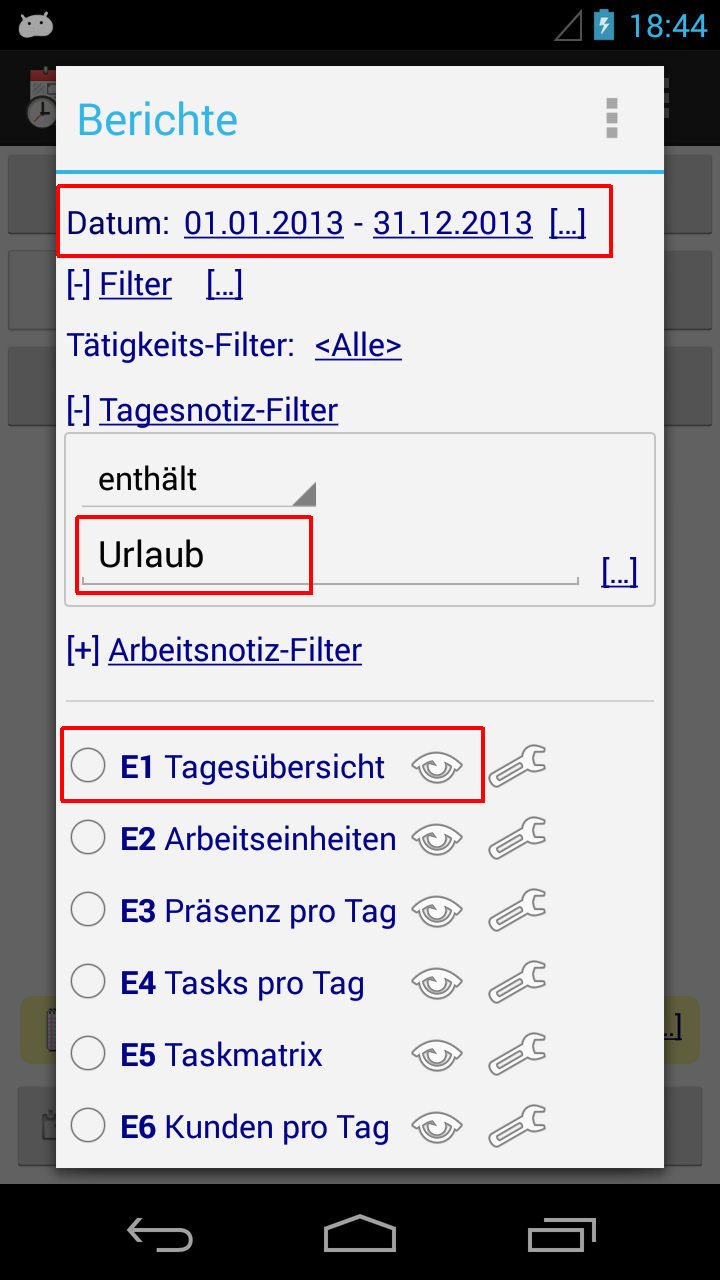 18:44
Berichte
Datum: 01.01.2013 - 31.12.2013 [...]
[-] Filter [...]
Tätigkeits-Filter: <Alle>
[-] Tagesnotiz-Filter
enthält
Urlaub
[...]
[+] Arbeitsnotiz-Filter
E1 Tagesübersicht
E2 Arbeitseinheiten
E3 Präsenz pro Tag
E4 Tasks pro Tag
E5 Taskmatrix
E6 Kunden pro Tag